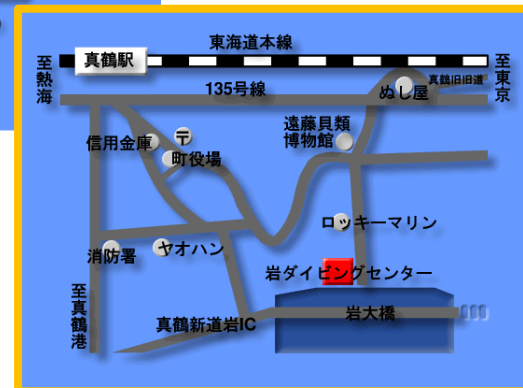 東海道本線
真鶴駅
至熱海
至東京
135号線
真鶴旧旧道
ぬし屋
遠藤貝類
博物館
信用金庫
〒
町役場
ロッキーマリン
消防署
ヤオハン
岩ダイビングセンター
至真鶴港
真鶴新道岩IC
岩大橋